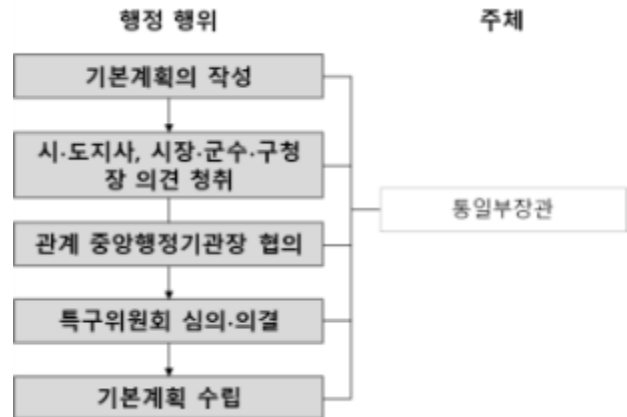 행정 행위
주체
기본계획의 작성
시·도지사, 시장·군수·구청
장 의견 청취
통일부장관
관계 중앙행정기관장 협의
특구위원회 심의·의결
기본계획 수립